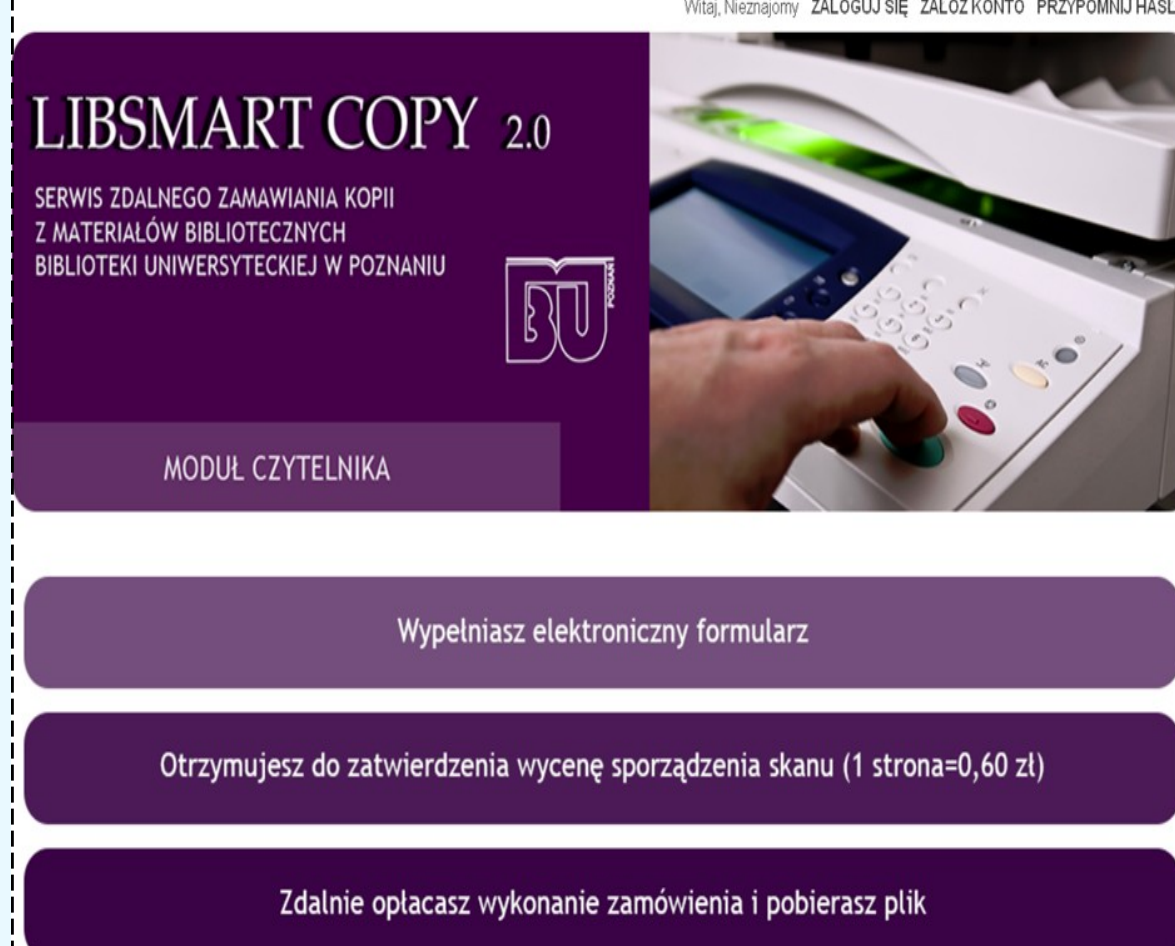 Witaj, Nieznajomy ZALOGUJ SIĘ ZAŁÓŻ KONTO PRZYPOMNIJ HASŁ
LIBSMART COPY 2.0
SERWIS ZDALNEGO ZAMAWIANIA KOPII
Z MATERIAŁÓW BIBLIOTECZNYCH
BIBLIOTEKI UNIWERSYTECKIEJ W POZNANIU
BU
POZNAŃ
MODUŁ CZYTELNIKA
Wypełniasz elektroniczny formularz
Otrzymujesz do zatwierdzenia wycenę sporządzenia skanu (1 strona=0,60 zł)
Zdalnie opłacasz wykonanie zamówienia i pobierasz plik